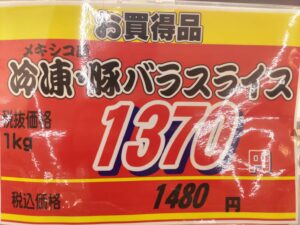 お買得品
メキシコ産
冷凍・豚バラスライス
税抜価格
1kg
1370円
税込価格 1480円